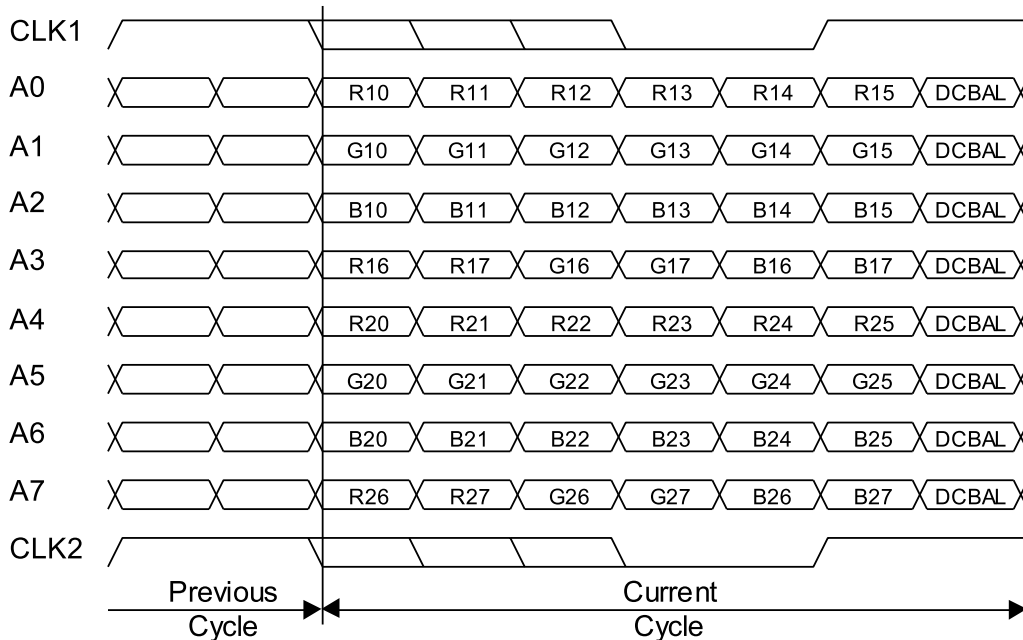 CLK1
A0 R10 R11 R12 R13 R14 R15 DCBAL
A1 G10 G11 G12 G13 G14 G15 DCBAL
A2 B10 B11 B12 B13 B14 B15 DCBAL
A3 R16 R17 G16 G17 B16 B17 DCBAL
A4 R20 R21 R22 R23 R24 R25 DCBAL
A5 G20 G21 G22 G23 G24 G25 DCBAL
A6 B20 B21 B22 B23 B24 B25 DCBAL
A7 R26 R27 G26 G27 B26 B27 DCBAL
CLK2
Previous Current
Cycle Cycle